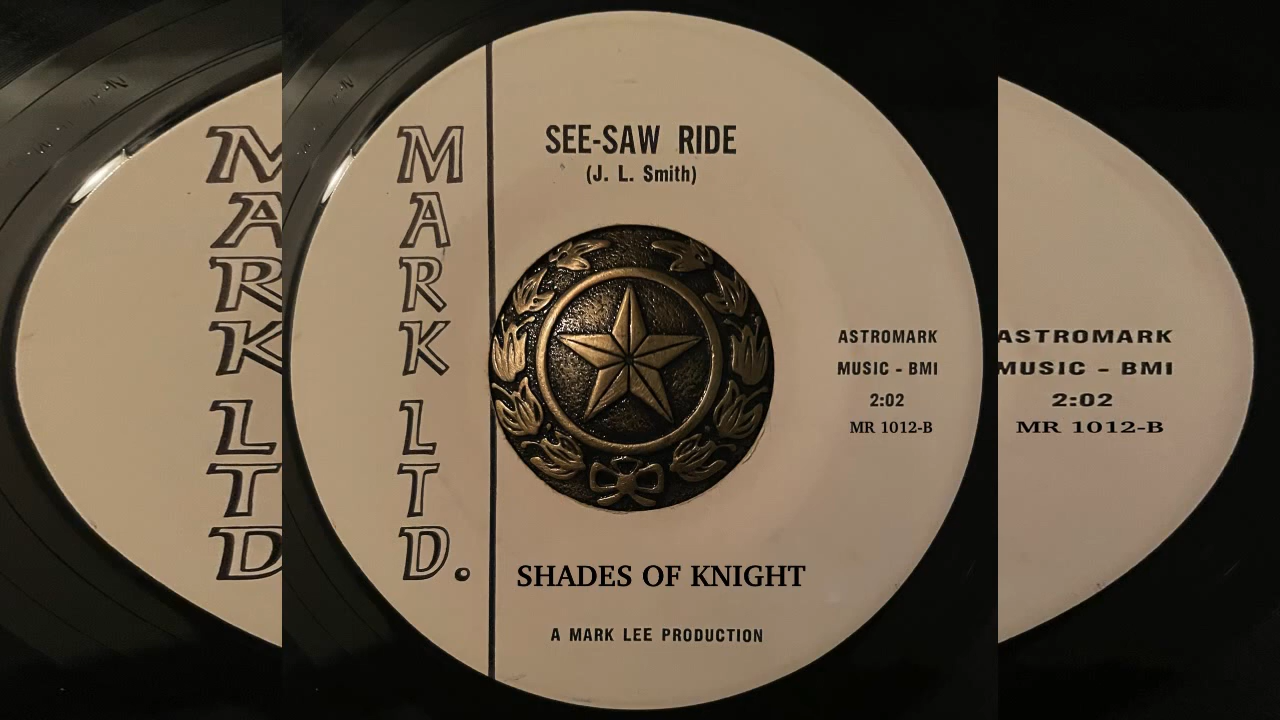 MARK LTD.
SEE-SAW RIDE
(J. L. Smith)
ASTROMARK
MUSIC - BMI
2:02
MR 1012-B
SHADES OF KNIGHT
A MARK LEE PRODUCTION
MARK LTD
ASTROMARK
MUSIC - BMI
2:02
MR 1012-B